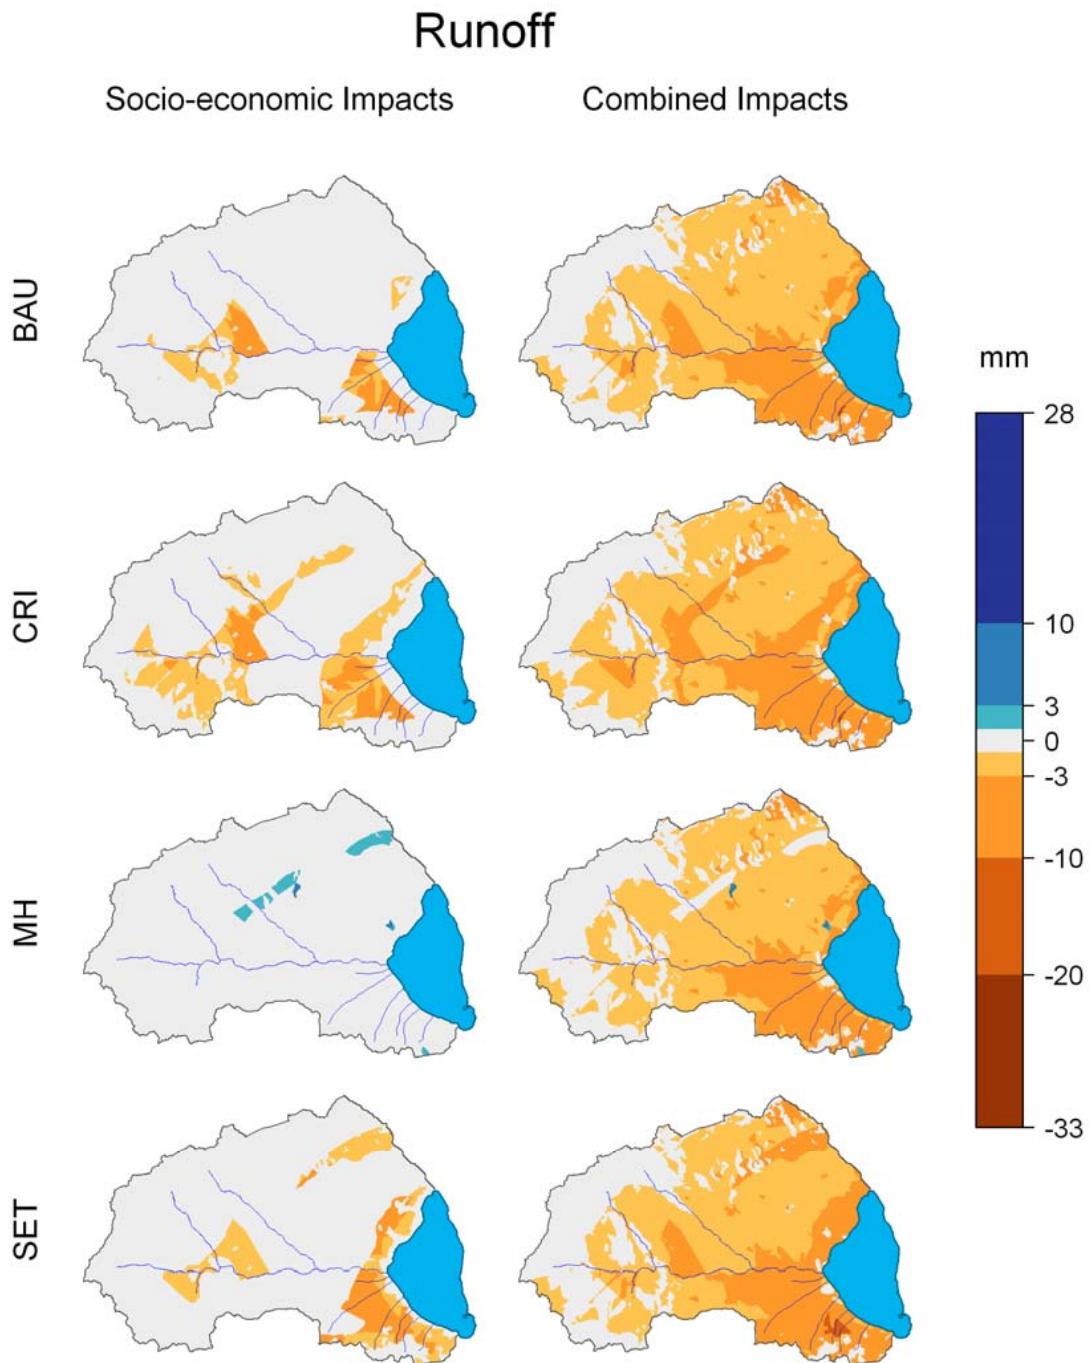 Runoff
Socio-economic Impacts
Combined Impacts
BAU
CRI
MH
SET
mm
28
10
3
0
-3
-10
-20
-33